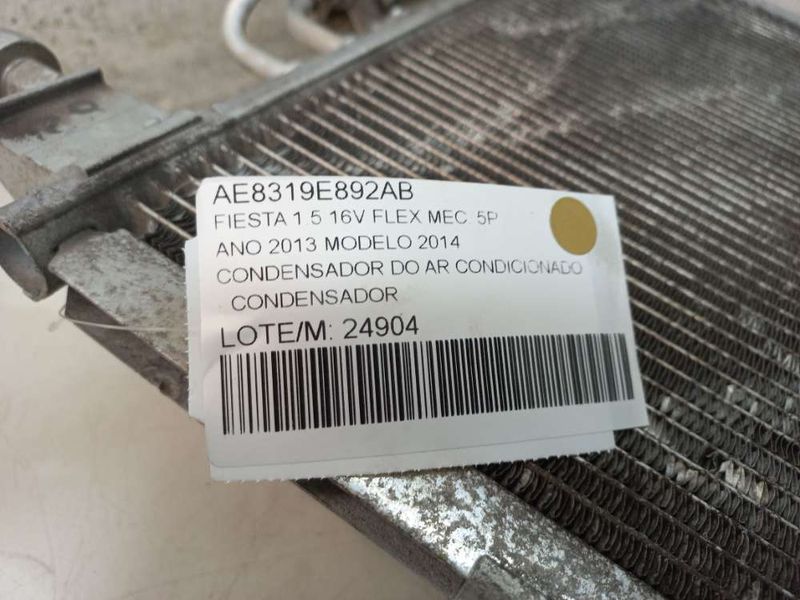 AE8319E892AB
FIESTA 1.5 16V FLEX MEC 5P
ANO 2013 MODELO 2014
CONDENSADOR DO AR CONDICIONADO
CONDENSADOR
LOTE/M: 24904